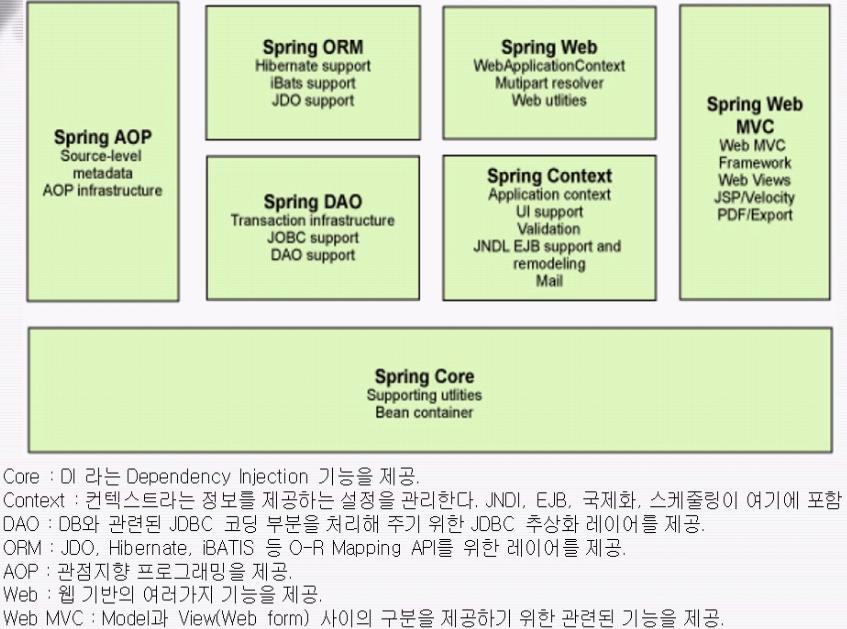 Spring AOP
Source-level
metadata
AOP infrastructure
Spring ORM
Hibernate support
iBats support
JDO support
Spring DAO
Transaction infrastructure
JOBC support
DAO support
Spring Web
WebApplicationContext
Mutipart resolver
Web utlities
Spring Context
Application context
UI support
Validation
JNDL EJB support and
remodeling
Mail
Spring Web
MVC
Web MVC
Framework
Web Views
JSP/Velocity
PDF/Export
Spring Core
Supporting utlities
Bean container
Core : DI 라는 Dependency Injection 기능을 제공.
Context : 컨텍스트라는 정보를 제공하는 설정을 관리한다. JNDI, EJB, 국제화, 스케줄링이 여기에 포함
DAO : DB와 관련된 JDBC 코딩 부분을 처리해 주기 위한 JDBC 추상화 레이어를 제공.
ORM : JDO, Hibernate, iBATIS 등 O-R Mapping API를 위한 레이어를 제공.
AOP : 관점지향 프로그래밍을 제공.
Web : 웹 기반의 여러가지 기능을 제공.
Web MVC : Model과 View(Web form) 사이의 구분을 제공하기 위한 관련된 기능을 제공.